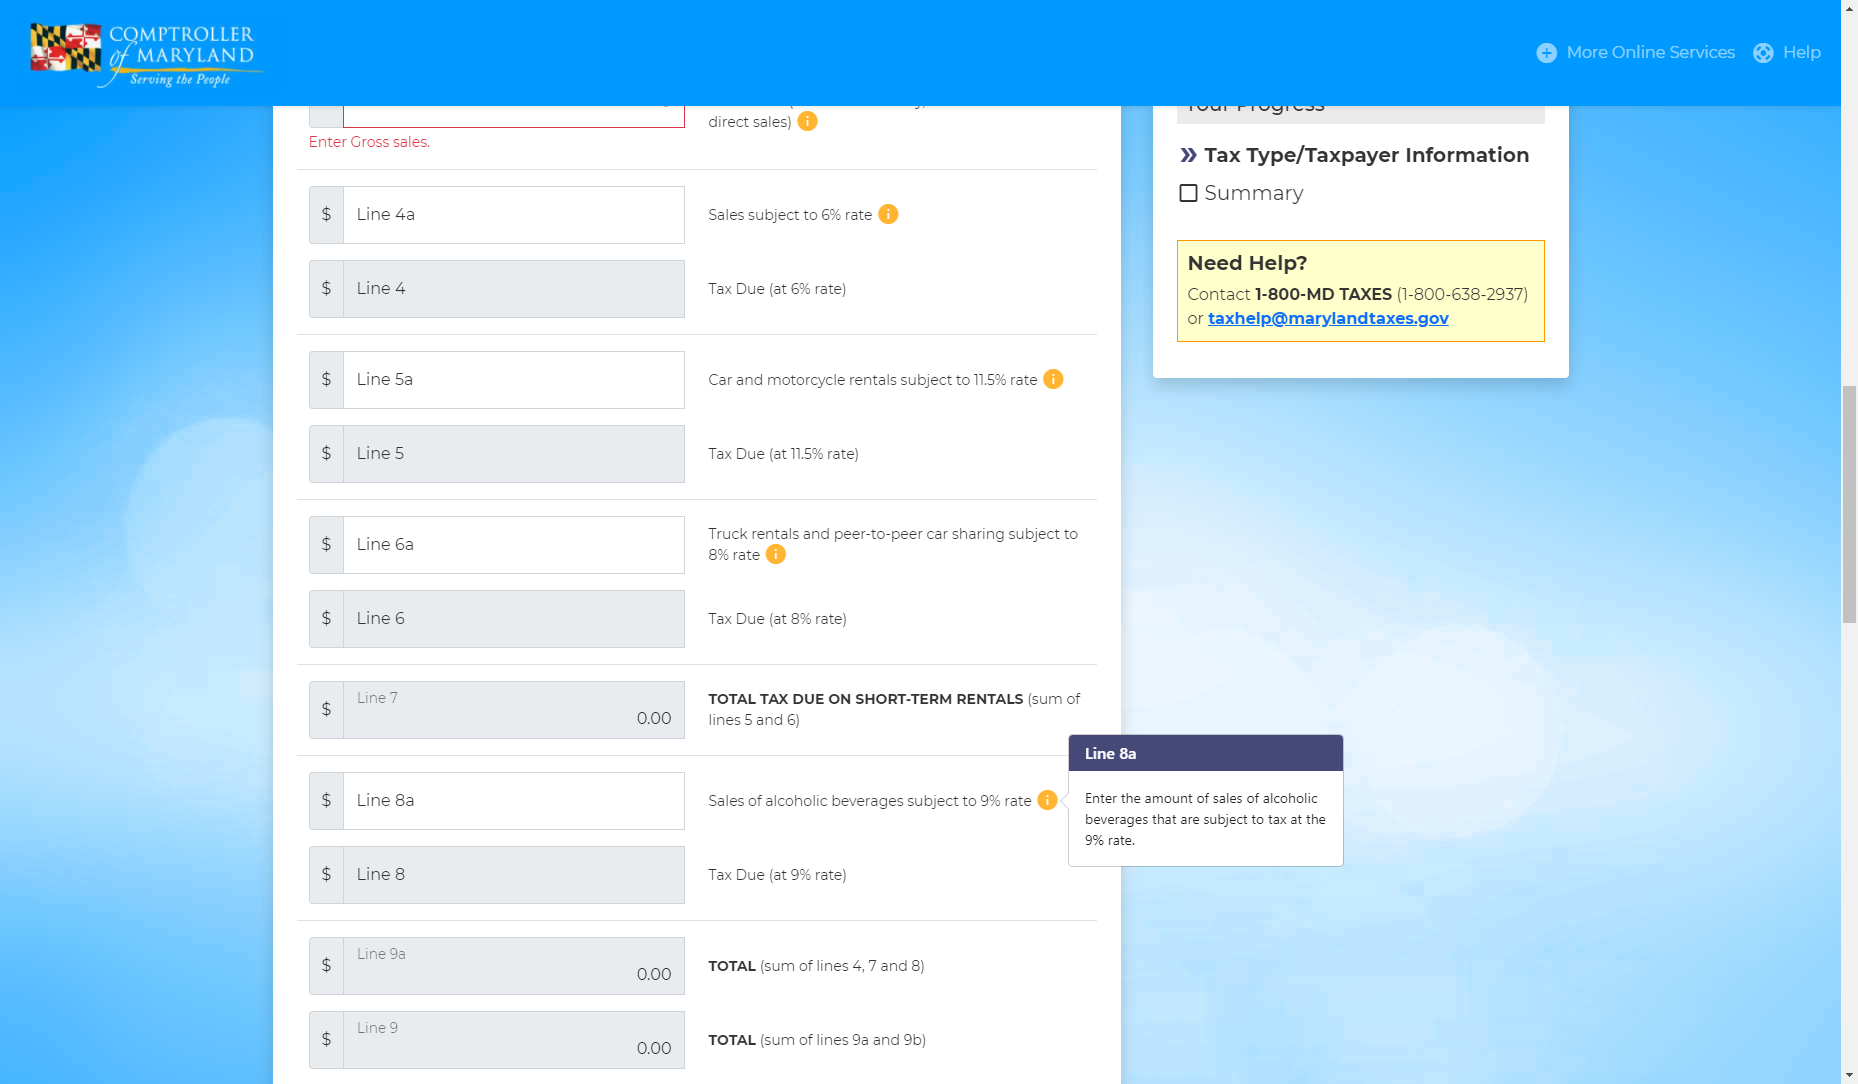 COMPTROLLER
of MARYLAND
Serving the People
More Online Services
Help
direct sales)
Enter Gross sales.
$ Line 4a
Sales subject to 6% rate
$ Line 4
Tax Due (at 6% rate)
$ Line 5a
Car and motorcycle rentals subject to 11.5% rate
$ Line 5
Tax Due (at 11.5% rate)
$ Line 6a
Truck rentals and peer-to-peer car sharing subject to
8% rate
$ Line 6
Tax Due (at 8% rate)
$ Line 7
0.00
TOTAL TAX DUE ON SHORT-TERM RENTALS (sum of
lines 5 and 6)
$ Line 8a
Sales of alcoholic beverages subject to 9% rate
Line 8a
Enter the amount of sales of alcoholic
beverages that are subject to tax at the
9% rate.
$ Line 8
Tax Due (at 9% rate)
$ Line 9a
0.00
TOTAL (sum of lines 4, 7 and 8)
$ Line 9
0.00
TOTAL (sum of lines 9a and 9b)
Your Progress
Tax Type/Taxpayer Information
Summary
Need Help?
Contact 1-800-MD TAXES (1-800-638-2937)
or taxhelp@marylandtaxes.gov